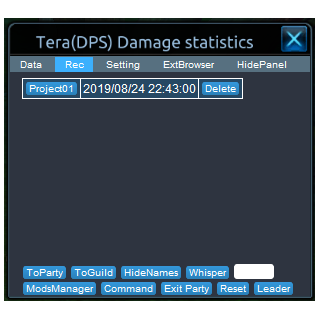 Tera(DPS) Damage statistics
Data Rec Setting ExtBrowser HidePanel
Project01 2019/08/24 22:43:00 Delete
ToParty ToGuild HideNames Whisper
ModsManager Command Exit Party Reset Leader